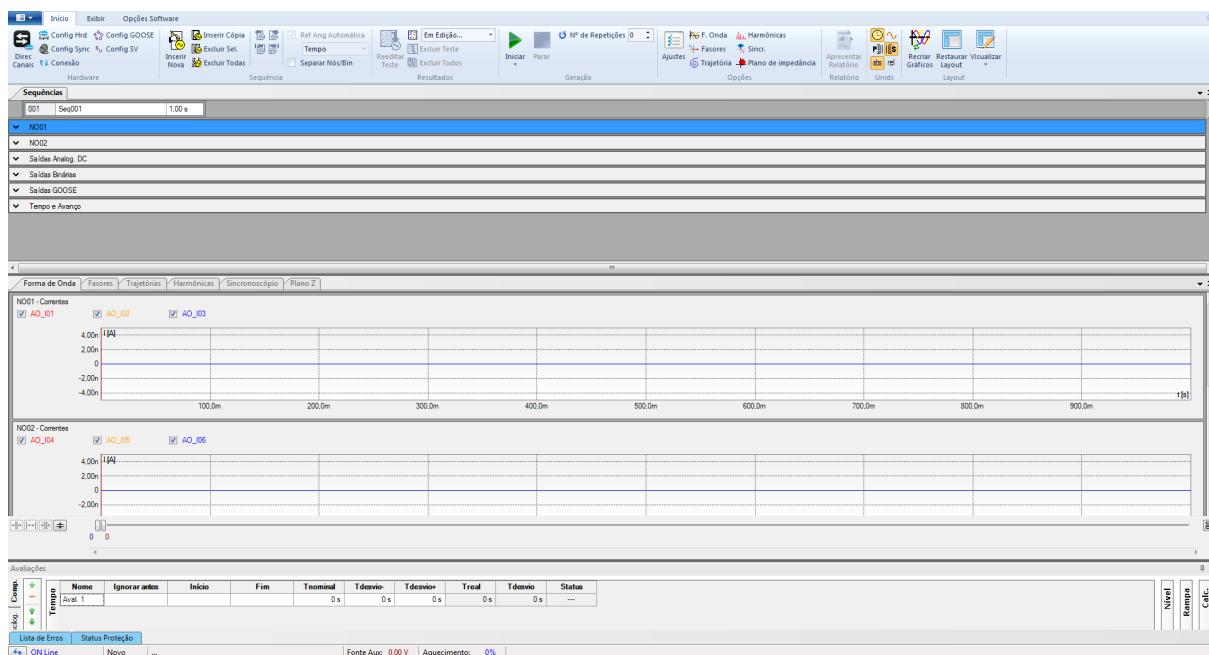 Início Exibir Opções Software
Config Hrd Config GOOSE Inserir Cópia Ref Ang Automática Em Edição... Nº de Repetições 0 F. Onda Harmônicas
Config Sync Config SV Excluir Sel. Tempo Excluir Teste Fasores Sincr.
Conexão Excluir Todas Separar Nós/Bin Excluir Todos Trajetória Plano de impedância
Direc Canais
Inserir Nova
Reeditar Teste
Iniciar Parar
Ajustes
Apresentar Relatório
abs rel
Recriar Gráficos
Restaurar Layout
Visualizar
Hardware Sequência Resultados Geração Opções Relatório Unids Layout
Sequências
001 Seq001 1,00 s
NO01
NO02
Saídas Analog. DC
Saídas Binárias
Saídas GOOSE
Tempo e Avanço
Forma de Onda Fasores Trajetórias Harmônicas Sincronoscópio Plano Z
NO01 - Correntes
AO_I01 AO_I02 AO_I03
4,00n I [A]
2,00n
0
-2,00n
-4,00n t [s]
100,0m 200,0m 300,0m 400,0m 500,0m 600,0m 700,0m 800,0m 900,0m
NO02 - Correntes
AO_I04 AO_I05 AO_I06
4,00n I [A]
2,00n
0
-2,00n
0 0
Avaliações
Comp.
Tempo
Nome Ignorar antes Início Fim Tnominal Tdesvio- Tdesvio+ Treal Tdesvio Status
Aval. 1 0 s 0 s 0 s 0 s 0 s ---
Nível
Rampa
Calc.
Lista de Erros Status Proteção
ON Line Novo ... Fonte Aux: 0.00 V Aquecimento: 0%